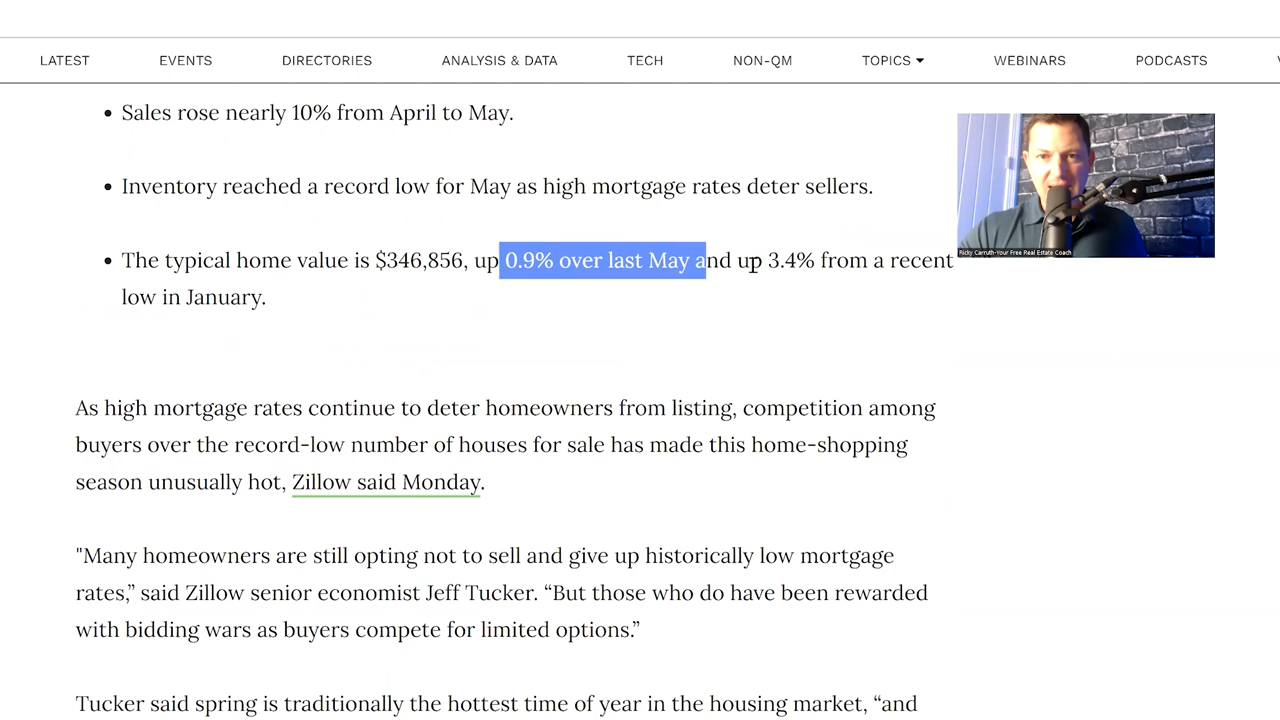 LATEST EVENTS DIRECTORIES ANALYSIS & DATA TECH NON-QM TOPICS WEBINARS PODCASTS
Sales rose nearly 10% from April to May.
Inventory reached a record low for May as high mortgage rates deter sellers.
The typical home value is $346,856, up 0.9% over last May and up 3.4% from a recent
low in January.
Ricky Carruth-Your Free Real Estate Coach
As high mortgage rates continue to deter homeowners from listing, competition among
buyers over the record-low number of houses for sale has made this home-shopping
season unusually hot, Zillow said Monday.
"Many homeowners are still opting not to sell and give up historically low mortgage
rates,” said Zillow senior economist Jeff Tucker. “But those who do have been rewarded
with bidding wars as buyers compete for limited options.”
Tucker said spring is traditionally the hottest time of year in the housing market, “and